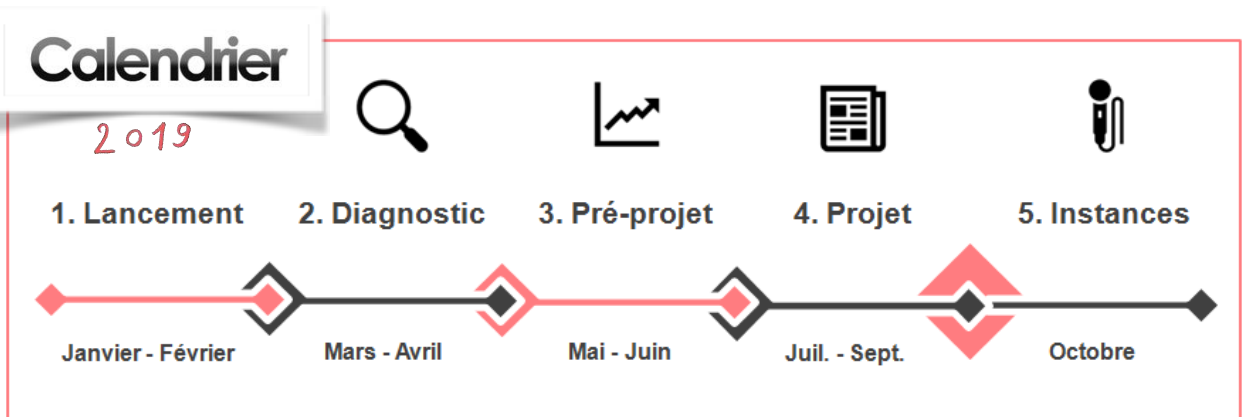 Calendrier
2019
1. Lancement
2. Diagnostic
3. Pré-projet
4. Projet
5. Instances
Janvier - Février
Mars - Avril
Mai - Juin
Juil. - Sept.
Octobre